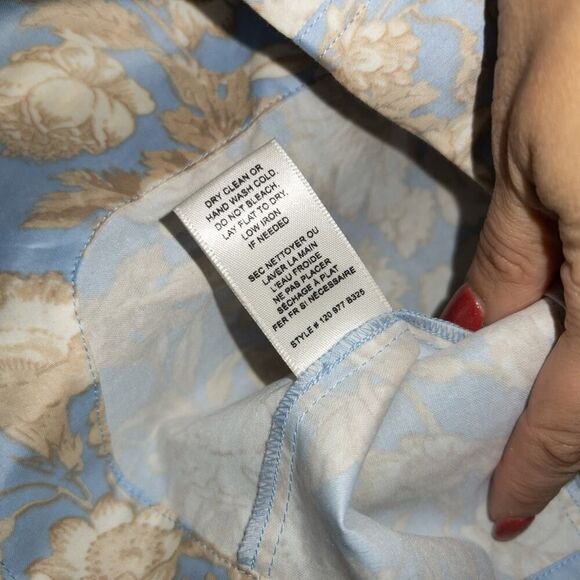 DRY CLEAN OR
HAND WASH COLD.
DO NOT BLEACH.
LAY FLAT TO DRY.
LOW IRON
IF NEEDED
SEC NETTOYER OU
LAVER LA MAIN
L'EAU FROIDE
NE PAS PLACER
SÉCHAGE À PLAT
FER FR SI NÉCESSAIRE
STYLE # 120 977 B325